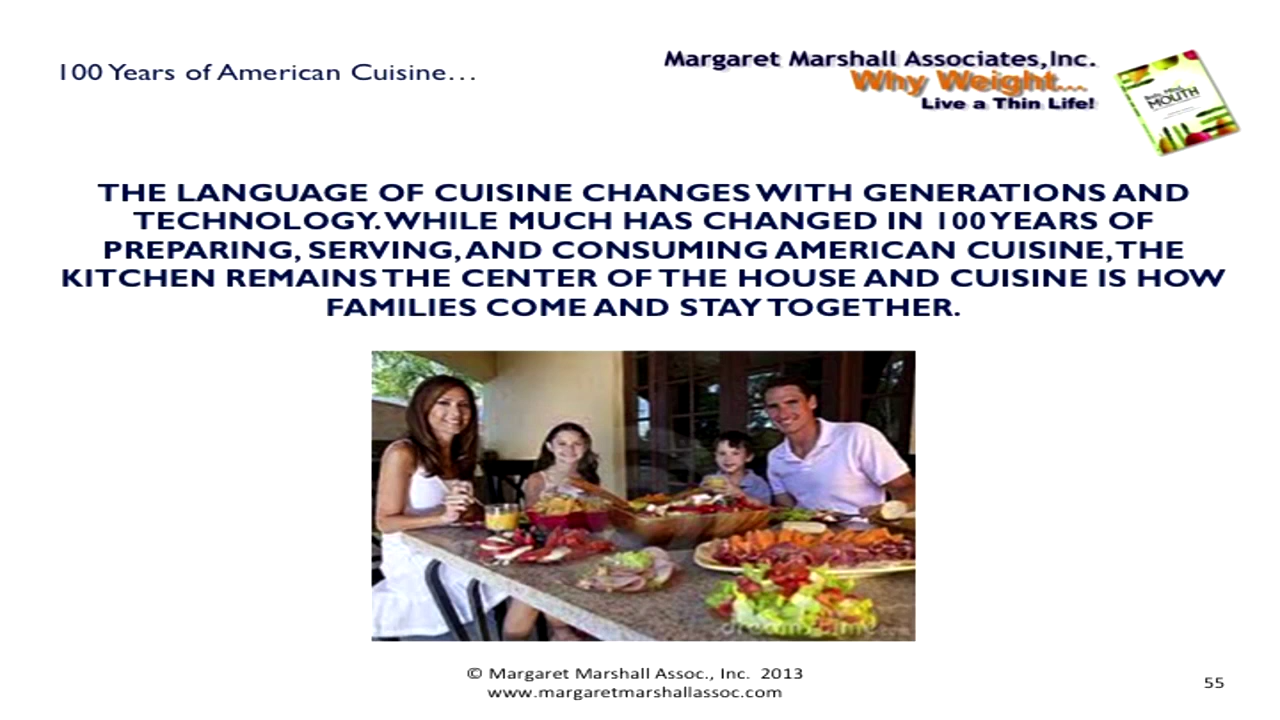 100 Years of American Cuisine…
Margaret Marshall Associates,Inc.
Why Weight....
Live a Thin Life!
Body, Mind,
MOUTH
THE LANGUAGE OF CUISINE CHANGES WITH GENERATIONS AND
TECHNOLOGY. WHILE MUCH HAS CHANGED IN 100 YEARS OF
PREPARING, SERVING, AND CONSUMING AMERICAN CUISINE, THE
KITCHEN REMAINS THE CENTER OF THE HOUSE AND CUISINE IS HOW
FAMILIES COME AND STAY TOGETHER.
dreamstime
© Margaret Marshall Assoc., Inc. 2013
www.margaretmarshallassoc.com
55